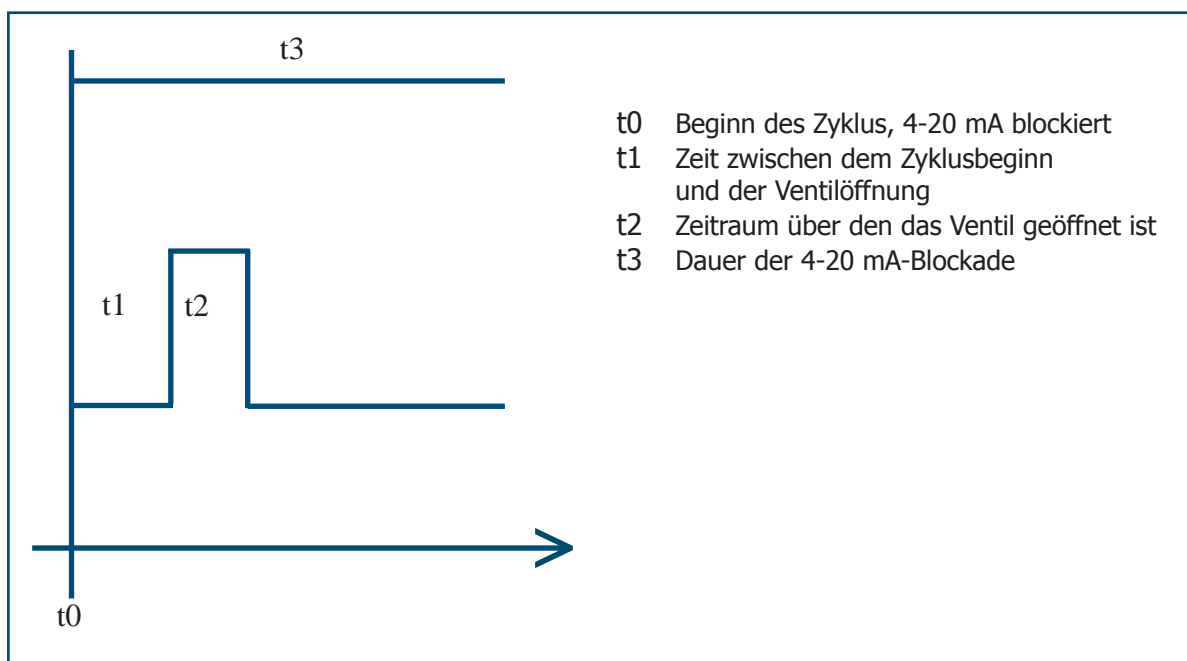 t3
t0 Beginn des Zyklus, 4-20 mA blockiert
t1 Zeit zwischen dem Zyklusbeginn
und der Ventilöffnung
t2 Zeitraum über den das Ventil geöffnet ist
t3 Dauer der 4-20 mA-Blockade
t1 t2
t0